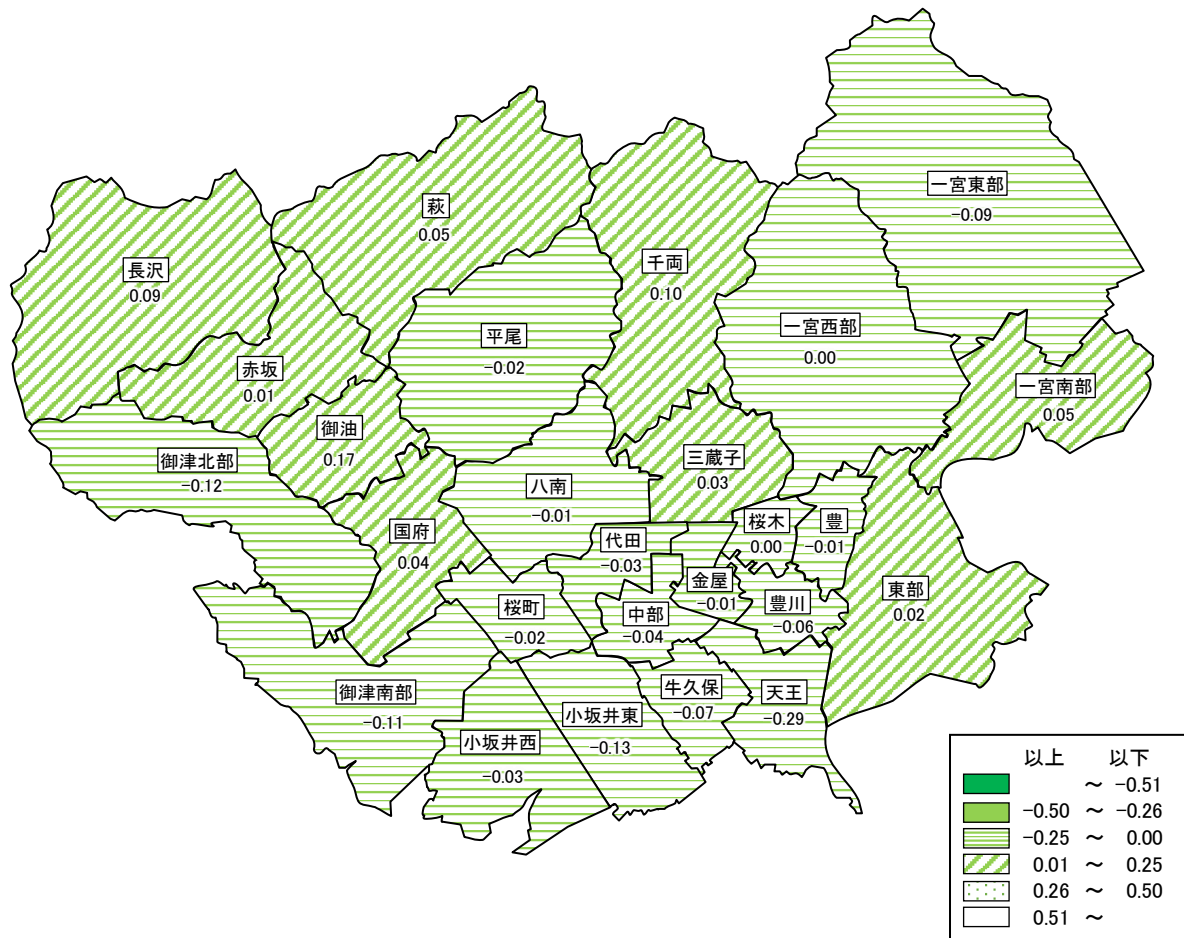 一宮東部
-0.09
萩
0.05
長沢
0.09
千両
0.10
一宮西部
0.00
平尾
-0.02
赤坂
0.01
一宮南部
0.05
御油
0.17
御津北部
-0.12
三蔵子
0.03
八南
-0.01
国府
0.04
桜木
0.00
豊
-0.01
代田
-0.03
金屋
-0.01
豊川
-0.06
東部
0.02
桜町
-0.02
中部
-0.04
御津南部
-0.11
牛久保
-0.07
天王
-0.29
小坂井東
-0.13
小坂井西
-0.03
以上 以下
～ -0.51
-0.50 ～ -0.26
-0.25 ～ 0.00
0.01 ～ 0.25
0.26 ～ 0.50
0.51 ～